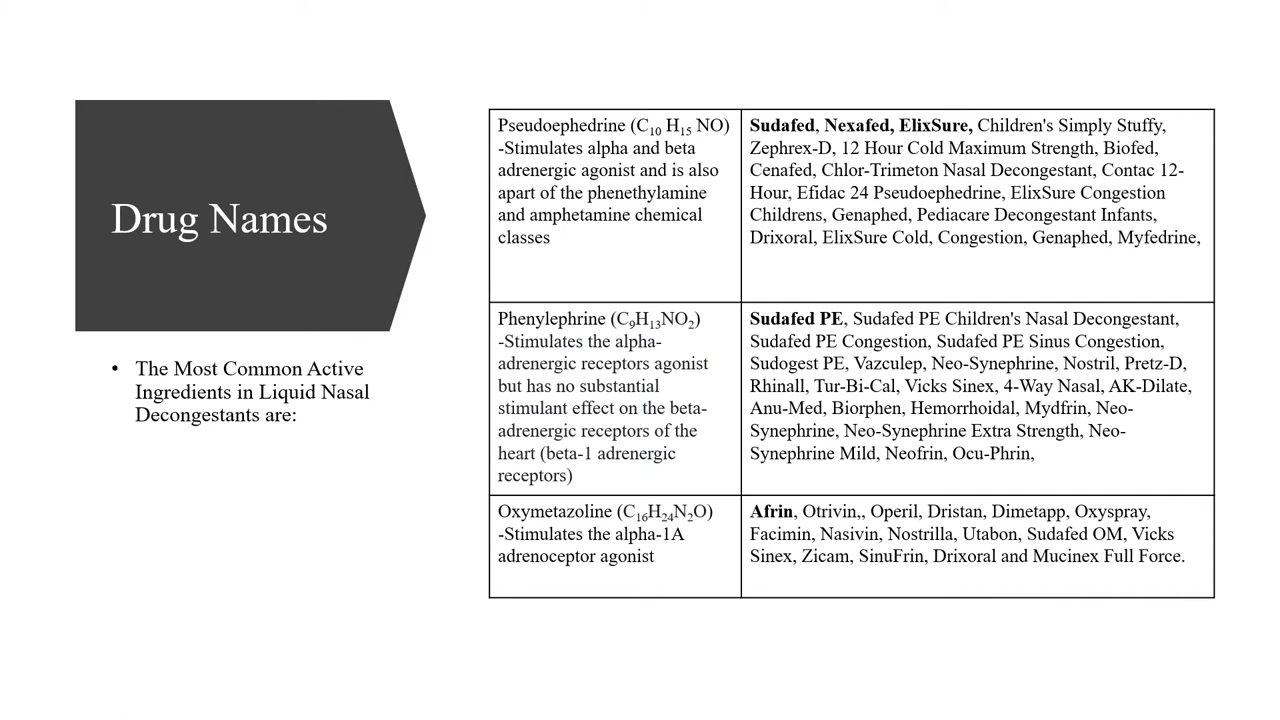 Drug Names
• The Most Common Active
Ingredients in Liquid Nasal
Decongestants are:
Pseudoephedrine (C₁₀ H₁₅ NO)
-Stimulates alpha and beta
adrenergic agonist and is also
apart of the phenethylamine
and amphetamine chemical
classes
Sudafed, Nexafed, ElixSure, Children's Simply Stuffy,
Zephrex-D, 12 Hour Cold Maximum Strength, Biofed,
Cenafed, Chlor-Trimeton Nasal Decongestant, Contac 12-
Hour, Efidac 24 Pseudoephedrine, ElixSure Congestion
Childrens, Genaphed, Pediacare Decongestant Infants,
Drixoral, ElixSure Cold, Congestion, Genaphed, Myfedrine,
Phenylephrine (C₉H₁₃NO₂)
-Stimulates the alpha-
adrenergic receptors agonist
but has no substantial
stimulant effect on the beta-
adrenergic receptors of the
heart (beta-1 adrenergic
receptors)
Sudafed PE, Sudafed PE Children's Nasal Decongestant,
Sudafed PE Congestion, Sudafed PE Sinus Congestion,
Sudogest PE, Vazculep, Neo-Synephrine, Nostril, Pretz-D,
Rhinall, Tur-Bi-Cal, Vicks Sinex, 4-Way Nasal, AK-Dilate,
Anu-Med, Biorphen, Hemorrhoidal, Mydfrin, Neo-
Synephrine, Neo-Synephrine Extra Strength, Neo-
Synephrine Mild, Neofrin, Ocu-Phrin,
Oxymetazoline (C₁₆H₂₄N₂O)
-Stimulates the alpha-1A
adrenoceptor agonist
Afrin, Otrivin,, Operil, Dristan, Dimetapp, Oxyspray,
Facimin, Nasivin, Nostrilla, Utabon, Sudafed OM, Vicks
Sinex, Zicam, SinuFrin, Drixoral and Mucinex Full Force.